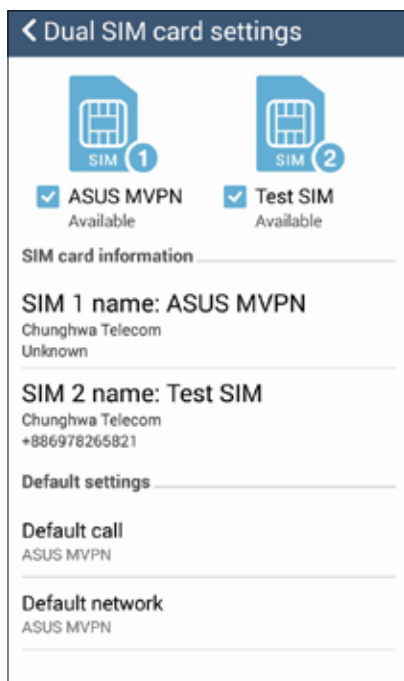 Dual SIM card settings
SIM 1 SIM 2
ASUS MVPN Test SIM
Available Available
SIM card information
SIM 1 name: ASUS MVPN
Chunghwa Telecom
Unknown
SIM 2 name: Test SIM
Chunghwa Telecom
+886978265821
Default settings
Default call
ASUS MVPN
Default network
ASUS MVPN